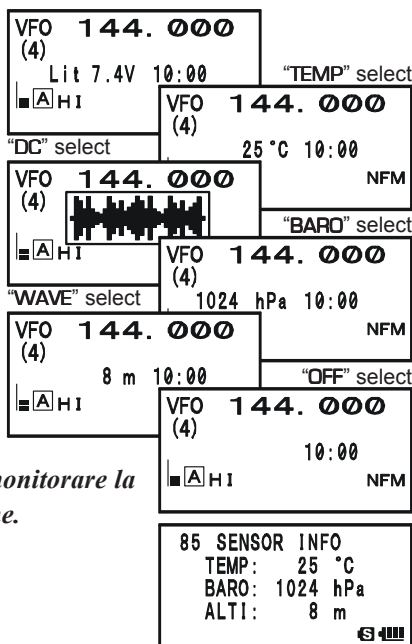 VFO 144.000
(4)
Lit 7.4V 10:00
A HI
"TEMP" select
VFO 144.000
(4)
25 °C 10:00
NFM
"DC" select
VFO 144.000
(4)
A HI
"BARO" select
VFO 144.000
(4)
1024 hPa 10:00
NFM
"WAVE" select
VFO 144.000
(4)
8 m 10:00
A HI
"OFF" select
VFO 144.000
(4)
10:00
A HI
NFM
onitorare la
e.
85 SENSOR INFO
TEMP: 25 °C
BARO: 1024 hPa
ALTI: 8 m
S